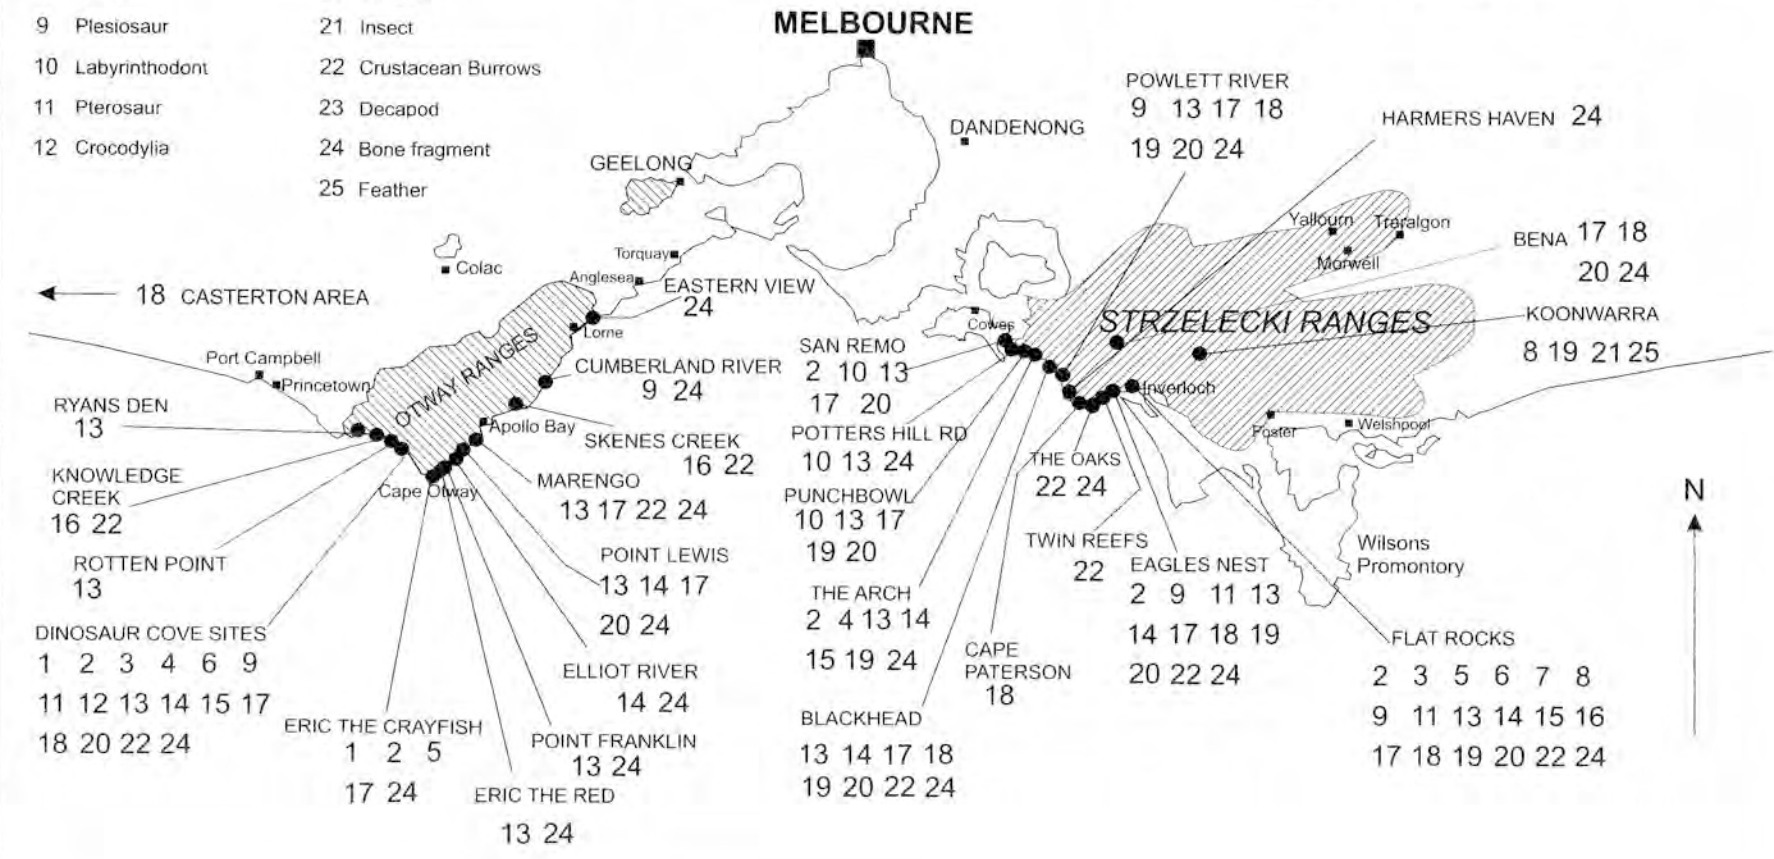 9 Plesiosaur
10 Labyrinthodont
11 Pterosaur
12 Crocodylia
21 Insect
22 Crustacean Burrows
23 Decapod
24 Bone fragment
25 Feather
MELBOURNE
DANDENONG
GEELONG
Colac
Torquay
Anglesea
EASTERN VIEW
24
Lorne
18 CASTERTON AREA
Port Campbell
Princetown
OTWAY RANGES
CUMBERLAND RIVER
9 24
Apollo Bay
SKENES CREEK
16 22
Cape Otway
MARENGO
13 17 22 24
POINT LEWIS
13 14 17
20 24
ELLIOT RIVER
14 24
POINT FRANKLIN
13 24
ERIC THE RED
13 24
ERIC THE CRAYFISH
1 2 5
17 24
RYANS DEN
13
KNOWLEDGE
CREEK
16 22
ROTTEN POINT
13
DINOSAUR COVE SITES
1 2 3 4 6 9
11 12 13 14 15 17
18 20 22 24
POWLETT RIVER
9 13 17 18
19 20 24
HARMERS HAVEN 24
Yallourn
Traralgon
Morwell
BENA 17 18
20 24
STRZELECKI RANGES
KOONWARRA
8 19 21 25
Cowes
SAN REMO
2 10 13
17 20
POTTERS HILL RD
10 13 24
PUNCHBOWL
10 13 17
19 20
THE ARCH
2 4 13 14
15 19 24
BLACKHEAD
13 14 17 18
19 20 22 24
CAPE
PATERSON
18
THE OAKS
22 24
TWIN REEFS
22
EAGLES NEST
2 9 11 13
14 17 18 19
20 22 24
Inverloch
Foster
Welshpool
Wilsons
Promontory
FLAT ROCKS
2 3 5 6 7 8
9 11 13 14 15 16
17 18 19 20 22 24
N